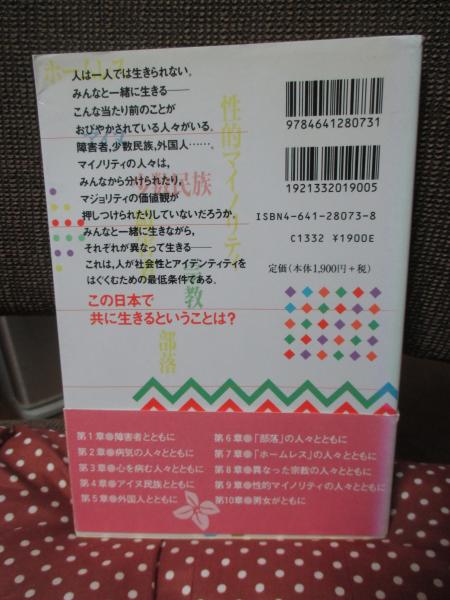 ホームレス
人は一人では生きられない。
みんなと一緒に生きる――
こんな当たり前のことが
おびやかされている人々がいる。
障害者,少数民族,外国人……。
マイノリティの人々は,
みんなから分けられたり,
マジョリティの価値観が
押しつけられたりしていないだろうか。
みんなと一緒に生きながら,
それぞれが異なって生きる――
これは,人が社会性とアイデンティティを
はぐくむための最低条件である。
この日本で
共に生きるということは?
性的マイノリティ
少数民族
宗教
部落
9784641280731
1921332019005
ISBN4-641-28073-8
C1332 ¥1900E
定価(本体1,900円+税)
第1章●障害者とともに
第2章●病気の人々とともに
第3章●心を病む人々とともに
第4章●アイヌ民族とともに
第5章●外国人とともに
第6章●「部落」の人々とともに
第7章●「ホームレス」の人々とともに
第8章●異なった宗教の人々とともに
第9章●性的マイノリティの人々とともに
第10章●男女がともに